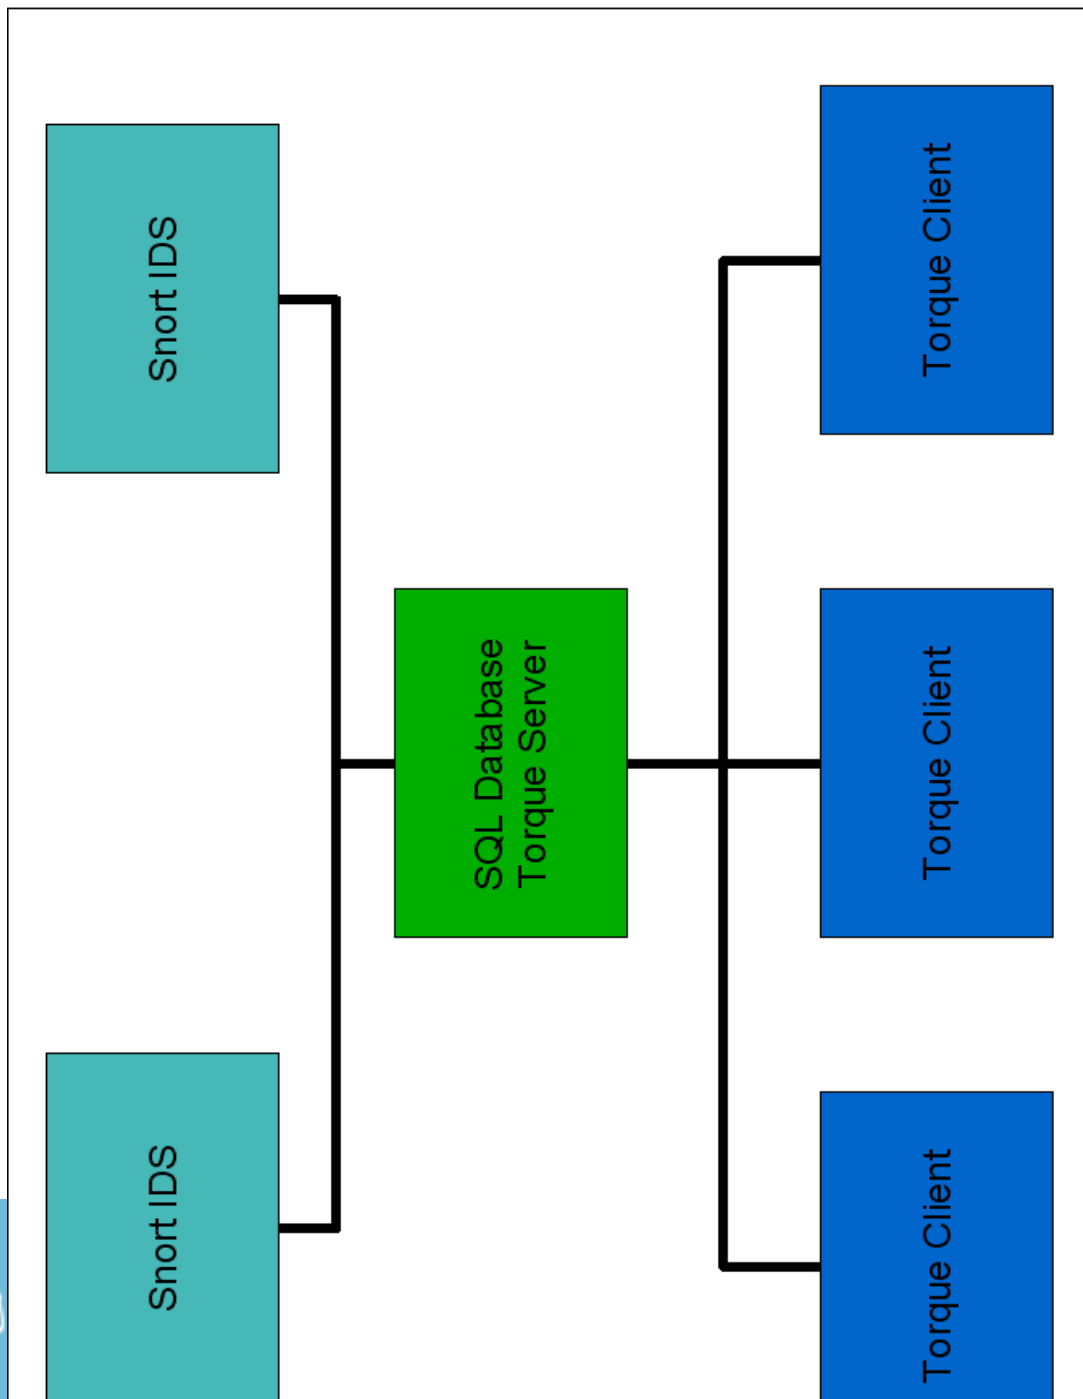 Snort IDS
Snort IDS
SQL Database
Torque Server
Torque Client
Torque Client
Torque Client